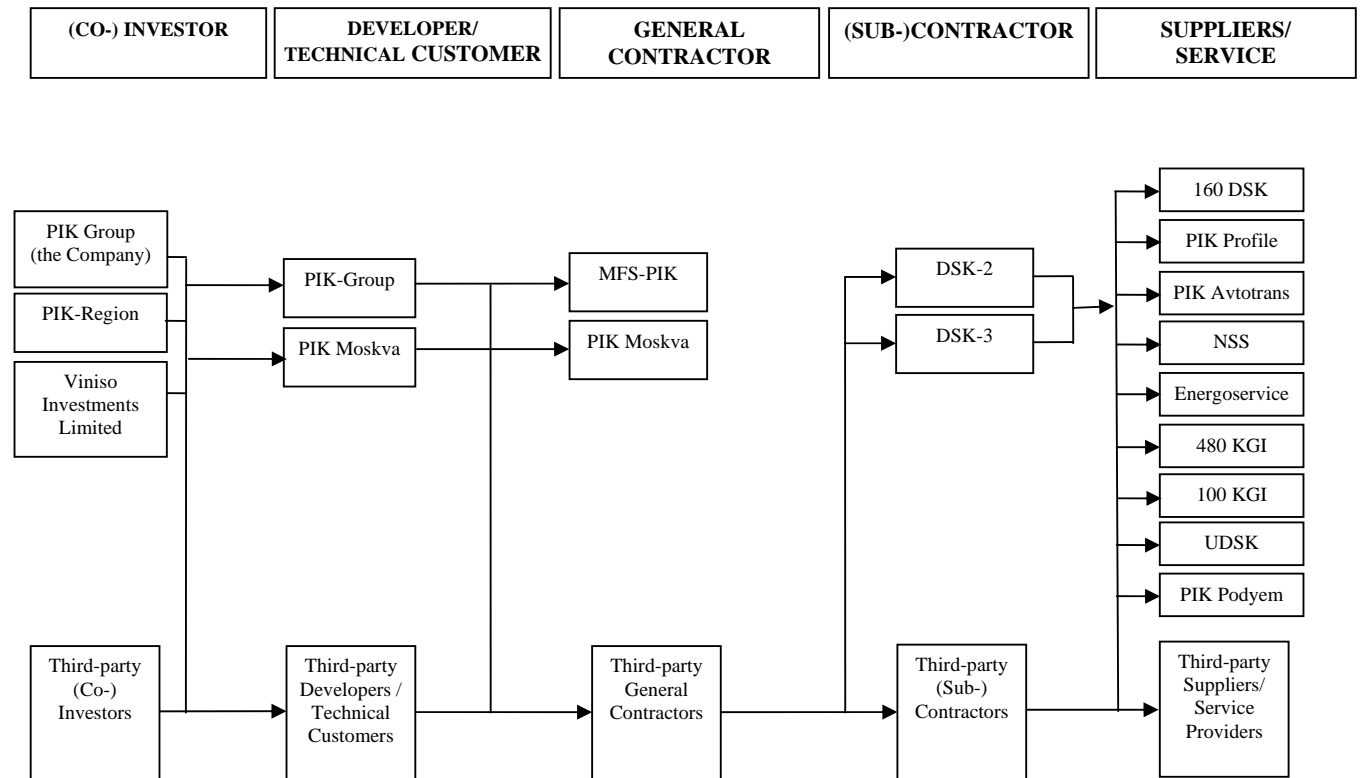 (CO-) INVESTOR
DEVELOPER/
TECHNICAL CUSTOMER
GENERAL
CONTRACTOR
(SUB-)CONTRACTOR
SUPPLIERS/
SERVICE
PIK Group
(the Company)
PIK-Region
Viniso
Investments
Limited
Third-party
(Co-)
Investors
PIK-Group
PIK Moskva
Third-party
Developers /
Technical
Customers
MFS-PIK
PIK Moskva
Third-party
General
Contractors
DSK-2
DSK-3
Third-party
(Sub-)
Contractors
160 DSK
PIK Profile
PIK Avtotrans
NSS
Energoservice
480 KGI
100 KGI
UDSK
PIK Podyem
Third-party
Suppliers/
Service
Providers